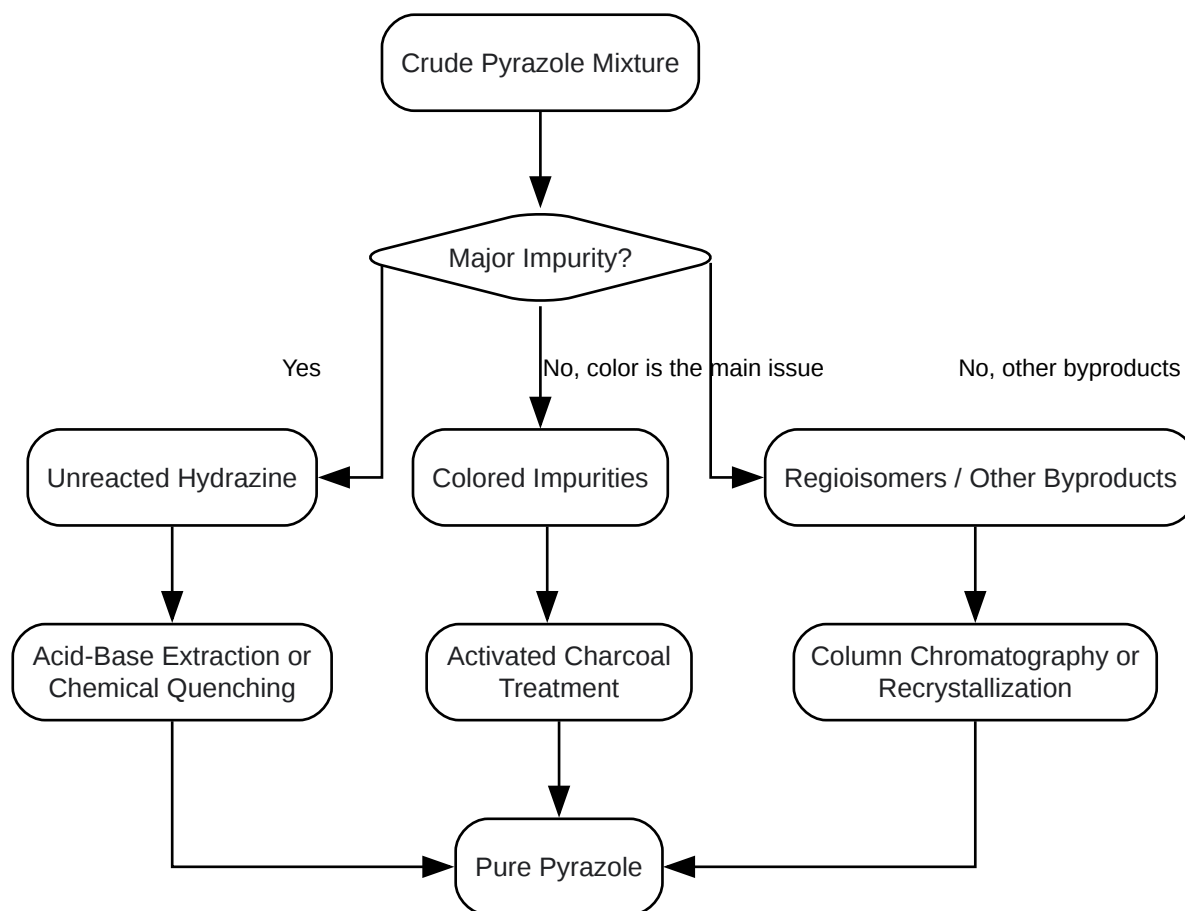 Crude Pyrazole Mixture
Major Impurity?
Yes
No, color is the main issue
No, other byproducts
Unreacted Hydrazine
Colored Impurities
Regioisomers / Other Byproducts
Acid-Base Extraction or
Chemical Quenching
Activated Charcoal
Treatment
Column Chromatography or
Recrystallization
Pure Pyrazole